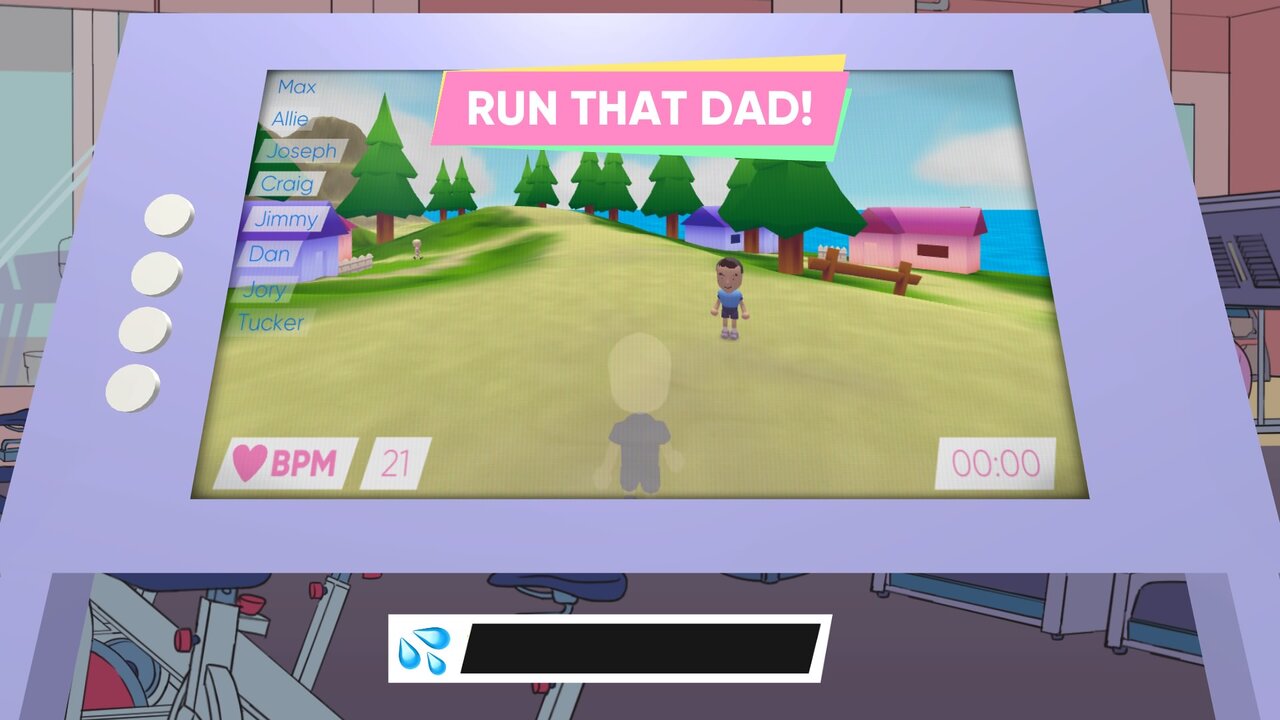 RUN THAT DAD!
Max
Allie
Joseph
Craig
Jimmy
Dan
Jory
Tucker
BPM 21
00:00